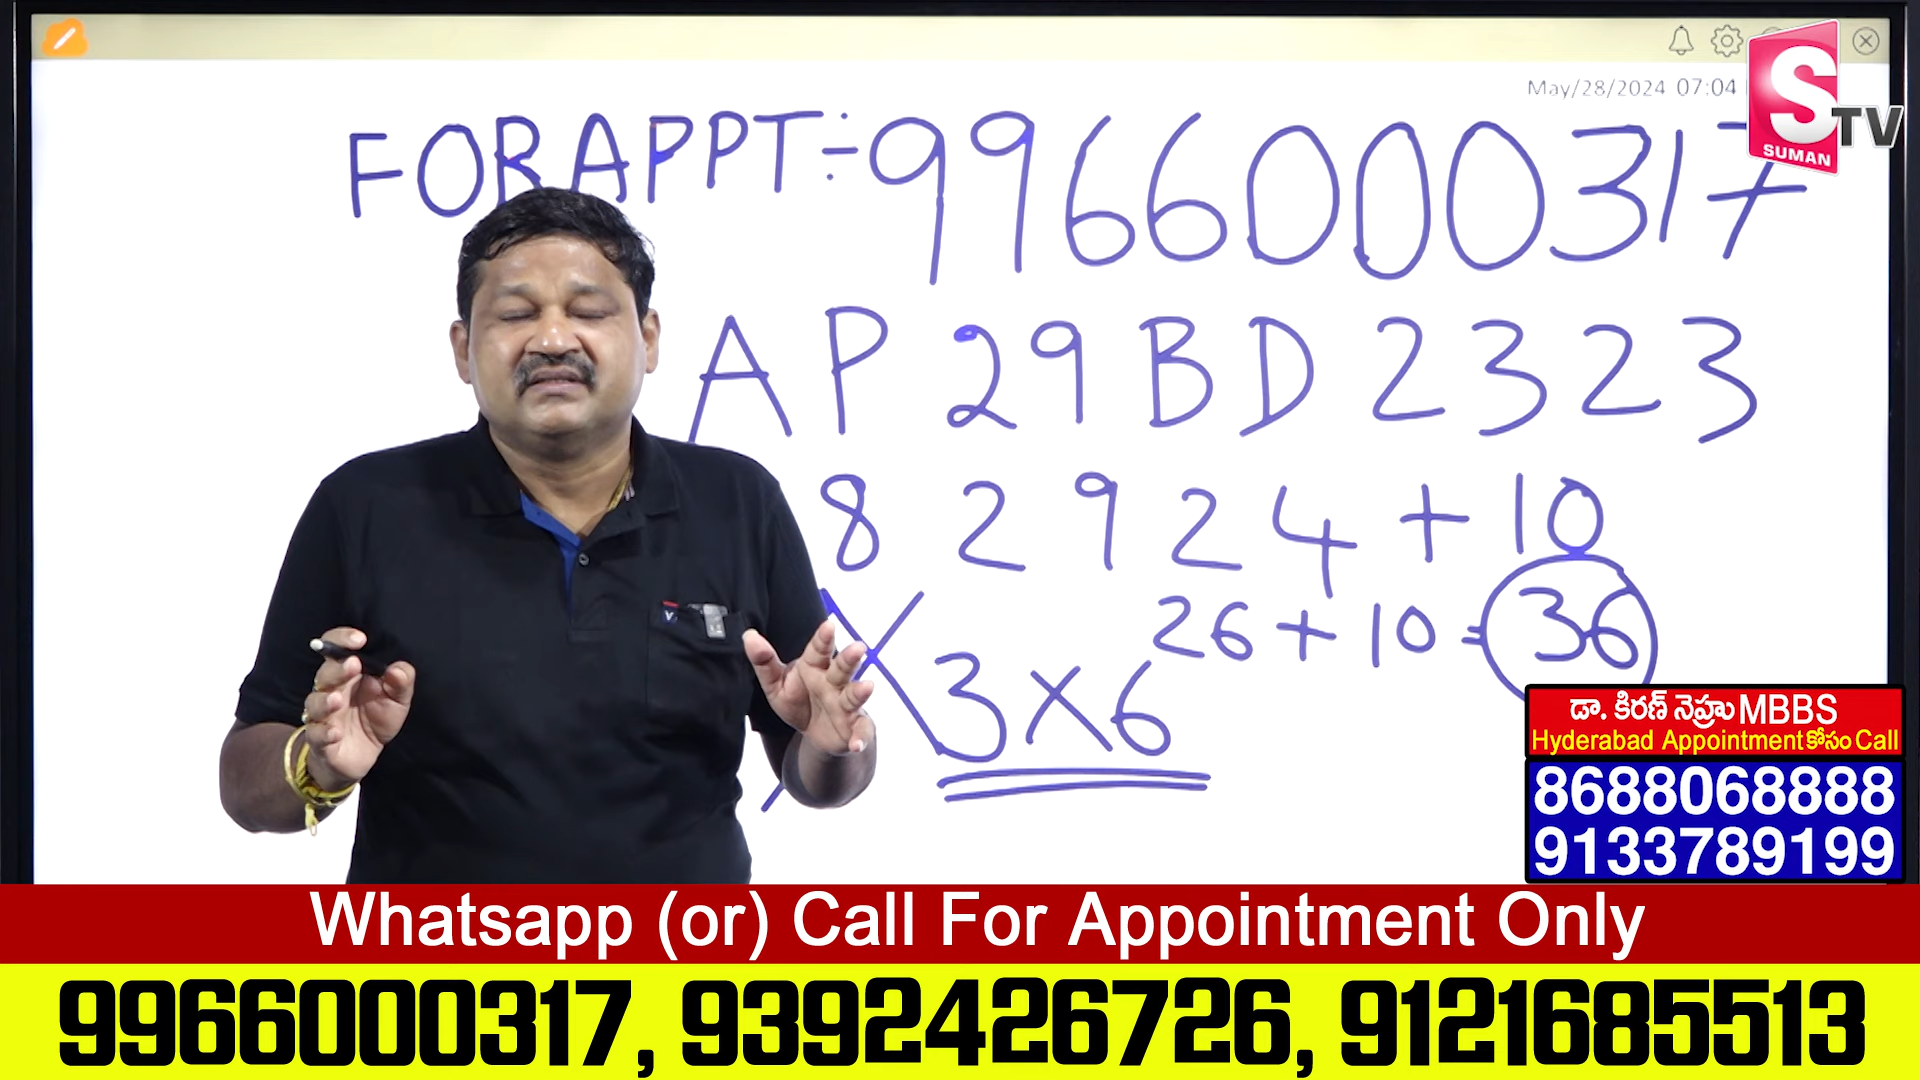 May/28/2024 07:04
S
SUMAN
TV
FOR APPT÷9966000317
AP 29 BD 2323
8 2 9 2 4 + 10
26 + 10 = 36
3 × 6
డా. కిరణ్ నెహ్రు MBBS
Hyderabad Appointment కోసం Call
8688068888
9133789199
Whatsapp (or) Call For Appointment Only
9966000317, 9392426726, 9121685513